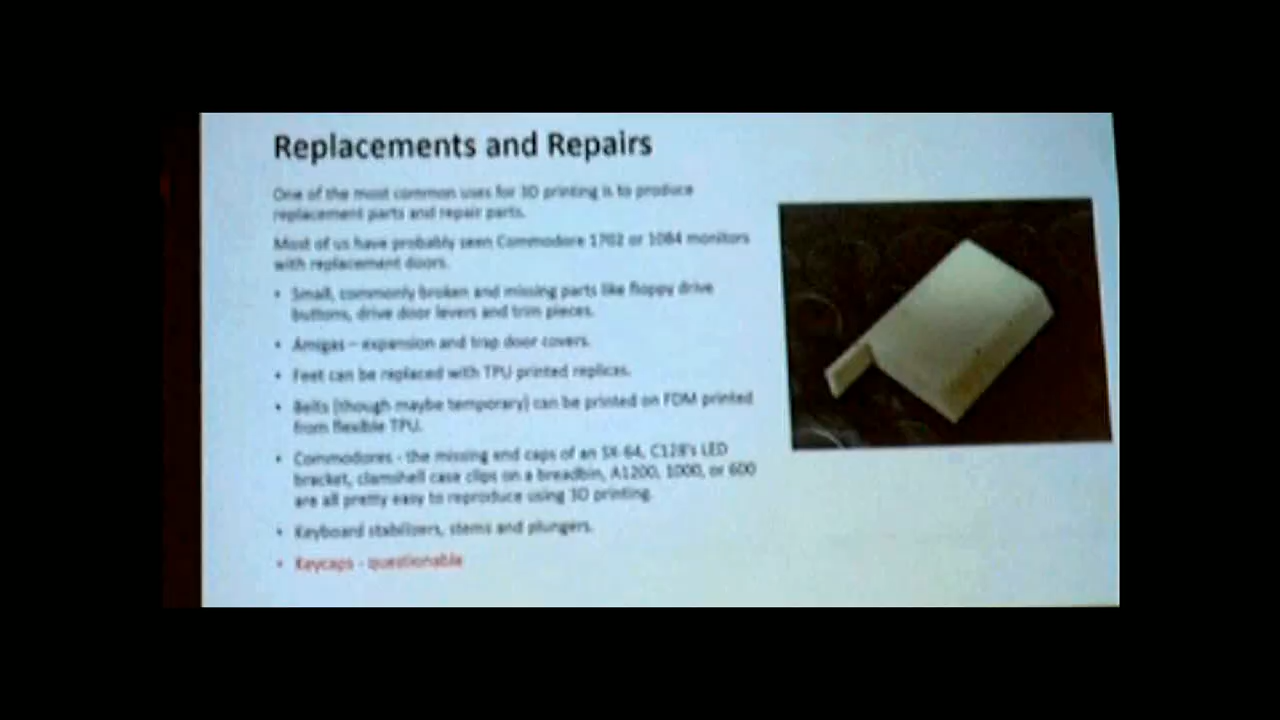 Replacements and Repairs
One of the most common uses for 3D printing is to produce
replacement parts and repair parts.
Most of us have probably seen Commodore 1702 or 1084 monitors
with replacement doors.
• Small, commonly broken and missing parts like floppy drive
buttons, drive door levers and trim pieces.
• Amigas – expansion and trap door covers.
• Feet can be replaced with TPU printed replicas.
• Belts (though maybe temporary) can be printed on FDM printed
from flexible TPU.
• Commodores - the missing end caps of an SX-64, C128's LED
bracket, clamshell case clips on a breadbin, A1200, 1000, or 600
are all pretty easy to reproduce using 3D printing.
• Keyboard stabilizers, stems and plungers.
• Keycaps - questionable